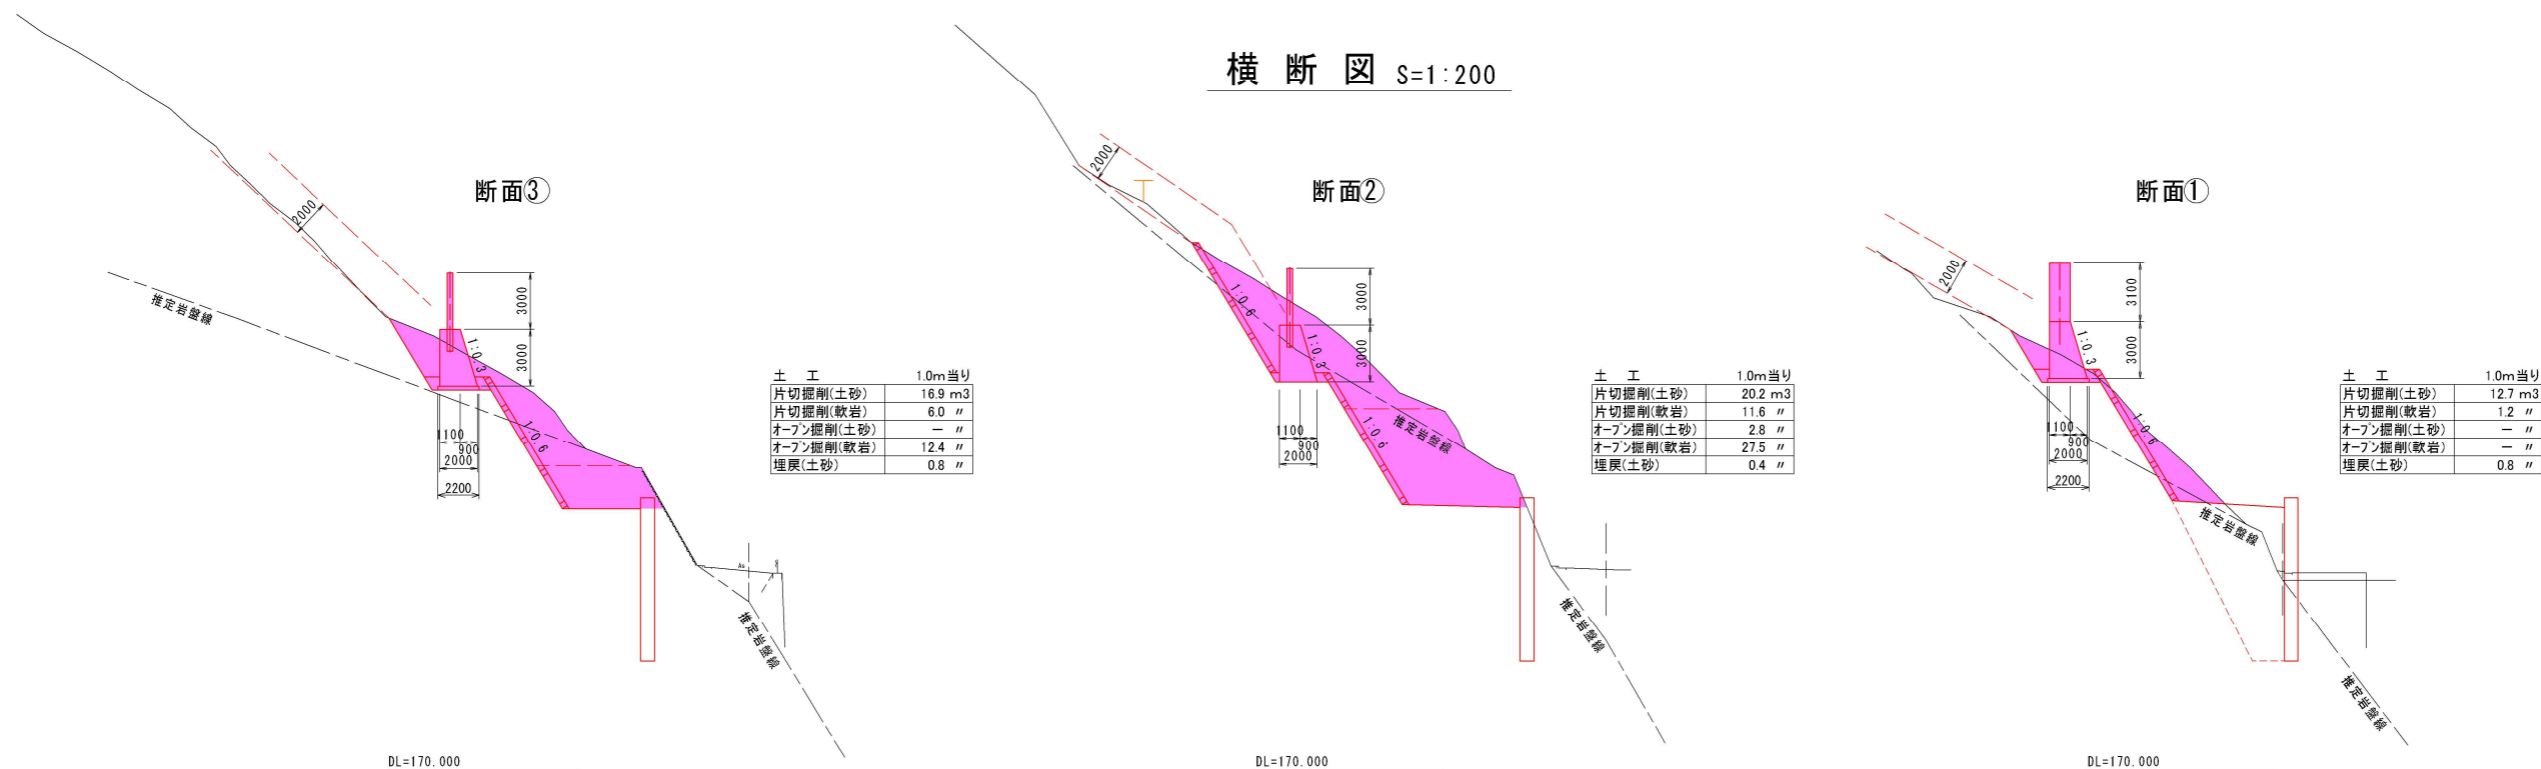 横 断 図 S=1:200
断面③
2000
推定岩盤線
3000
3000
1:0.3
1:0.6
1100
900
2000
2200
As
推定岩盤線
土 工 1.0m当り
片切掘削(土砂) 16.9 m3
片切掘削(軟岩) 6.0 〃
オープン掘削(土砂) − 〃
オープン掘削(軟岩) 12.4 〃
埋戻(土砂) 0.8 〃
DL=170.000
断面②
2000
1:0.6
3000
3000
1:0.3
1:0.6
推定岩盤線
1100
900
2000
推定岩盤線
土 工 1.0m当り
片切掘削(土砂) 20.2 m3
片切掘削(軟岩) 11.6 〃
オープン掘削(土砂) 2.8 〃
オープン掘削(軟岩) 27.5 〃
埋戻(土砂) 0.4 〃
DL=170.000
断面①
2000
3100
3000
1:0.3
1:0.6
1100
900
2000
2200
推定岩盤線
推定岩盤線
土 工 1.0m当り
片切掘削(土砂) 12.7 m3
片切掘削(軟岩) 1.2 〃
オープン掘削(土砂) − 〃
オープン掘削(軟岩) − 〃
埋戻(土砂) 0.8 〃
DL=170.000